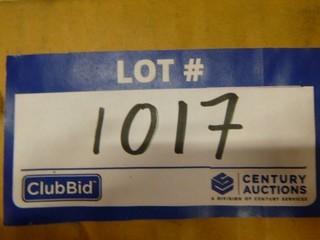 LOT #
1017
ClubBid
CENTURY
AUCTIONS
A DIVISION OF CENTURY SERVICES